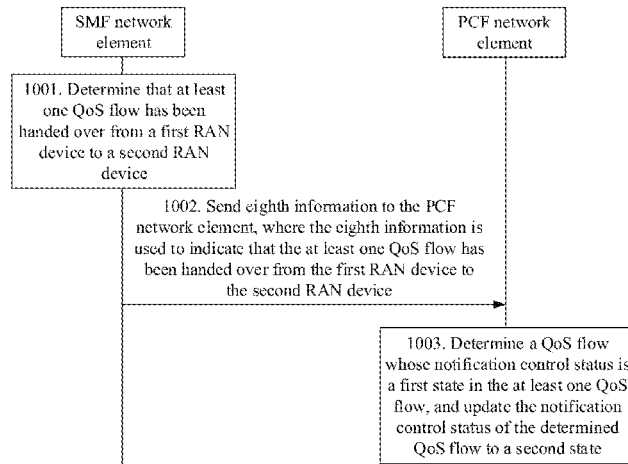 SMF network
element
PCF network
element
1001. Determine that at least
one QoS flow has been
handed over from a first RAN
device to a second RAN
device
1002. Send eighth information to the PCF
network element, where the eighth information is
used to indicate that the at least one QoS flow has
been handed over from the first RAN device to
the second RAN device
1003. Determine a QoS flow
whose notification control status is
a first state in the at least one QoS
flow, and update the notification
control status of the determined
QoS flow to a second state